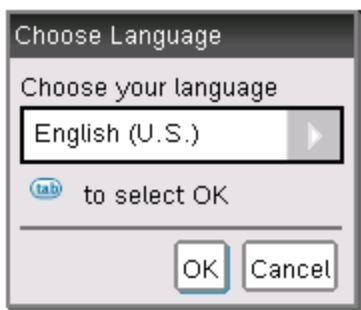 Choose Language
Choose your language
English (U.S.)
tab to select OK
OK Cancel